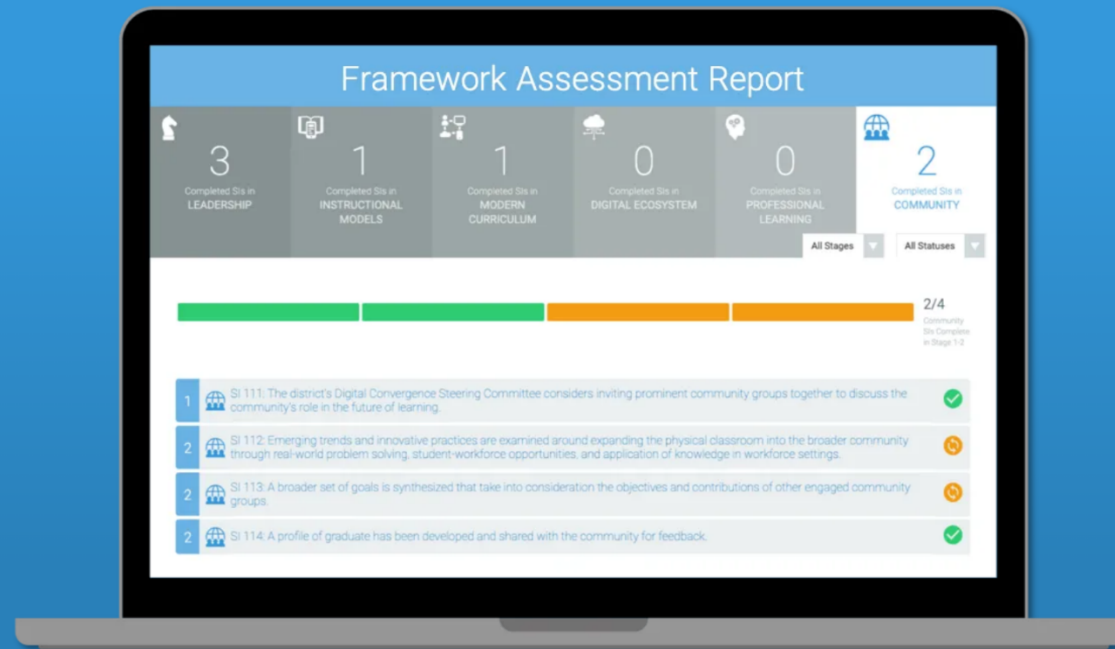 Framework Assessment Report
3
Completed SIs in
LEADERSHIP
1
Completed SIs in
INSTRUCTIONAL
MODELS
1
Completed SIs in
MODERN
CURRICULUM
0
Completed SIs in
DIGITAL ECOSYSTEM
0
Completed SIs in
PROFESSIONAL
LEARNING
2
Completed SIs in
COMMUNITY
All Stages
All Statuses
2/4
Community
SIs Complete
in Stage 1-2
1
SI 111: The district's Digital Convergence Steering Committee considers inviting prominent community groups together to discuss the
community's role in the future of learning.
2
SI 112: Emerging trends and innovative practices are examined around expanding the physical classroom into the broader community
through real-world problem solving, student-workforce opportunities, and application of knowledge in workforce settings.
2
SI 113: A broader set of goals is synthesized that take into consideration the objectives and contributions of other engaged community
groups.
2
SI 114: A profile of graduate has been developed and shared with the community for feedback.